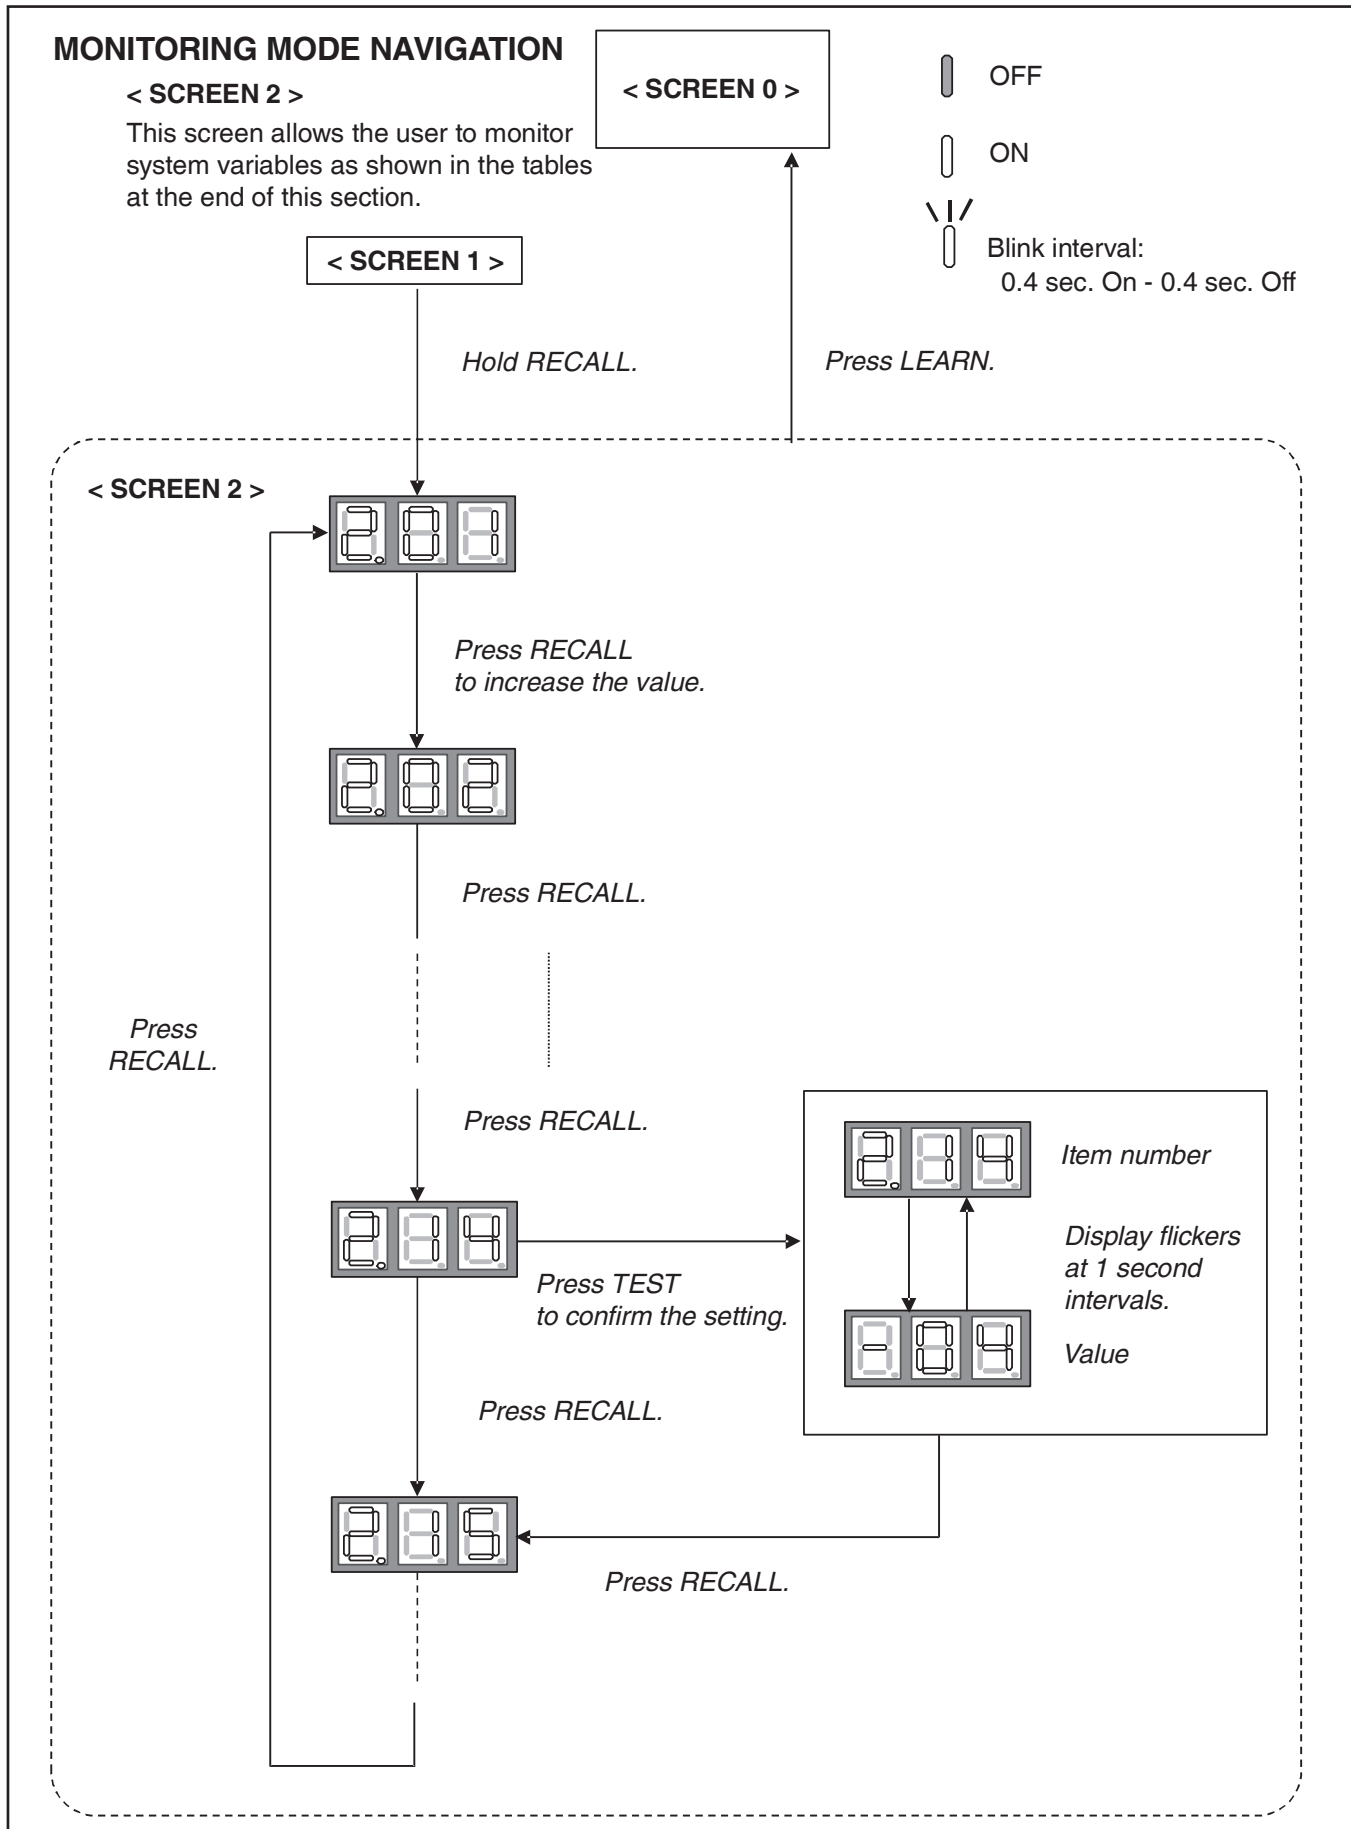 MONITORING MODE NAVIGATION
< SCREEN 2 >
This screen allows the user to monitor
system variables as shown in the tables
at the end of this section.
< SCREEN 0 >
OFF
ON
Blink interval:
0.4 sec. On - 0.4 sec. Off
< SCREEN 1 >
Hold RECALL.
Press LEARN.
< SCREEN 2 >
2.01
Press RECALL
to increase the value.
2.02
Press RECALL.
Press
RECALL.
Press RECALL.
2.14
Press TEST
to confirm the setting.
2.14
Item number
Display flickers
at 1 second
intervals.
-04
Value
Press RECALL.
2.15
Press RECALL.